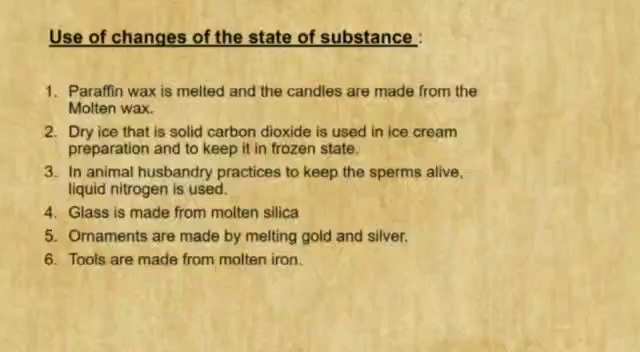 Use of changes of the state of substance :
1. Paraffin wax is melted and the candles are made from the
Molten wax.
2. Dry ice that is solid carbon dioxide is used in ice cream
preparation and to keep it in frozen state.
3. In animal husbandry practices to keep the sperms alive,
liquid nitrogen is used.
4. Glass is made from molten silica
5. Ornaments are made by melting gold and silver.
6. Tools are made from molten iron.